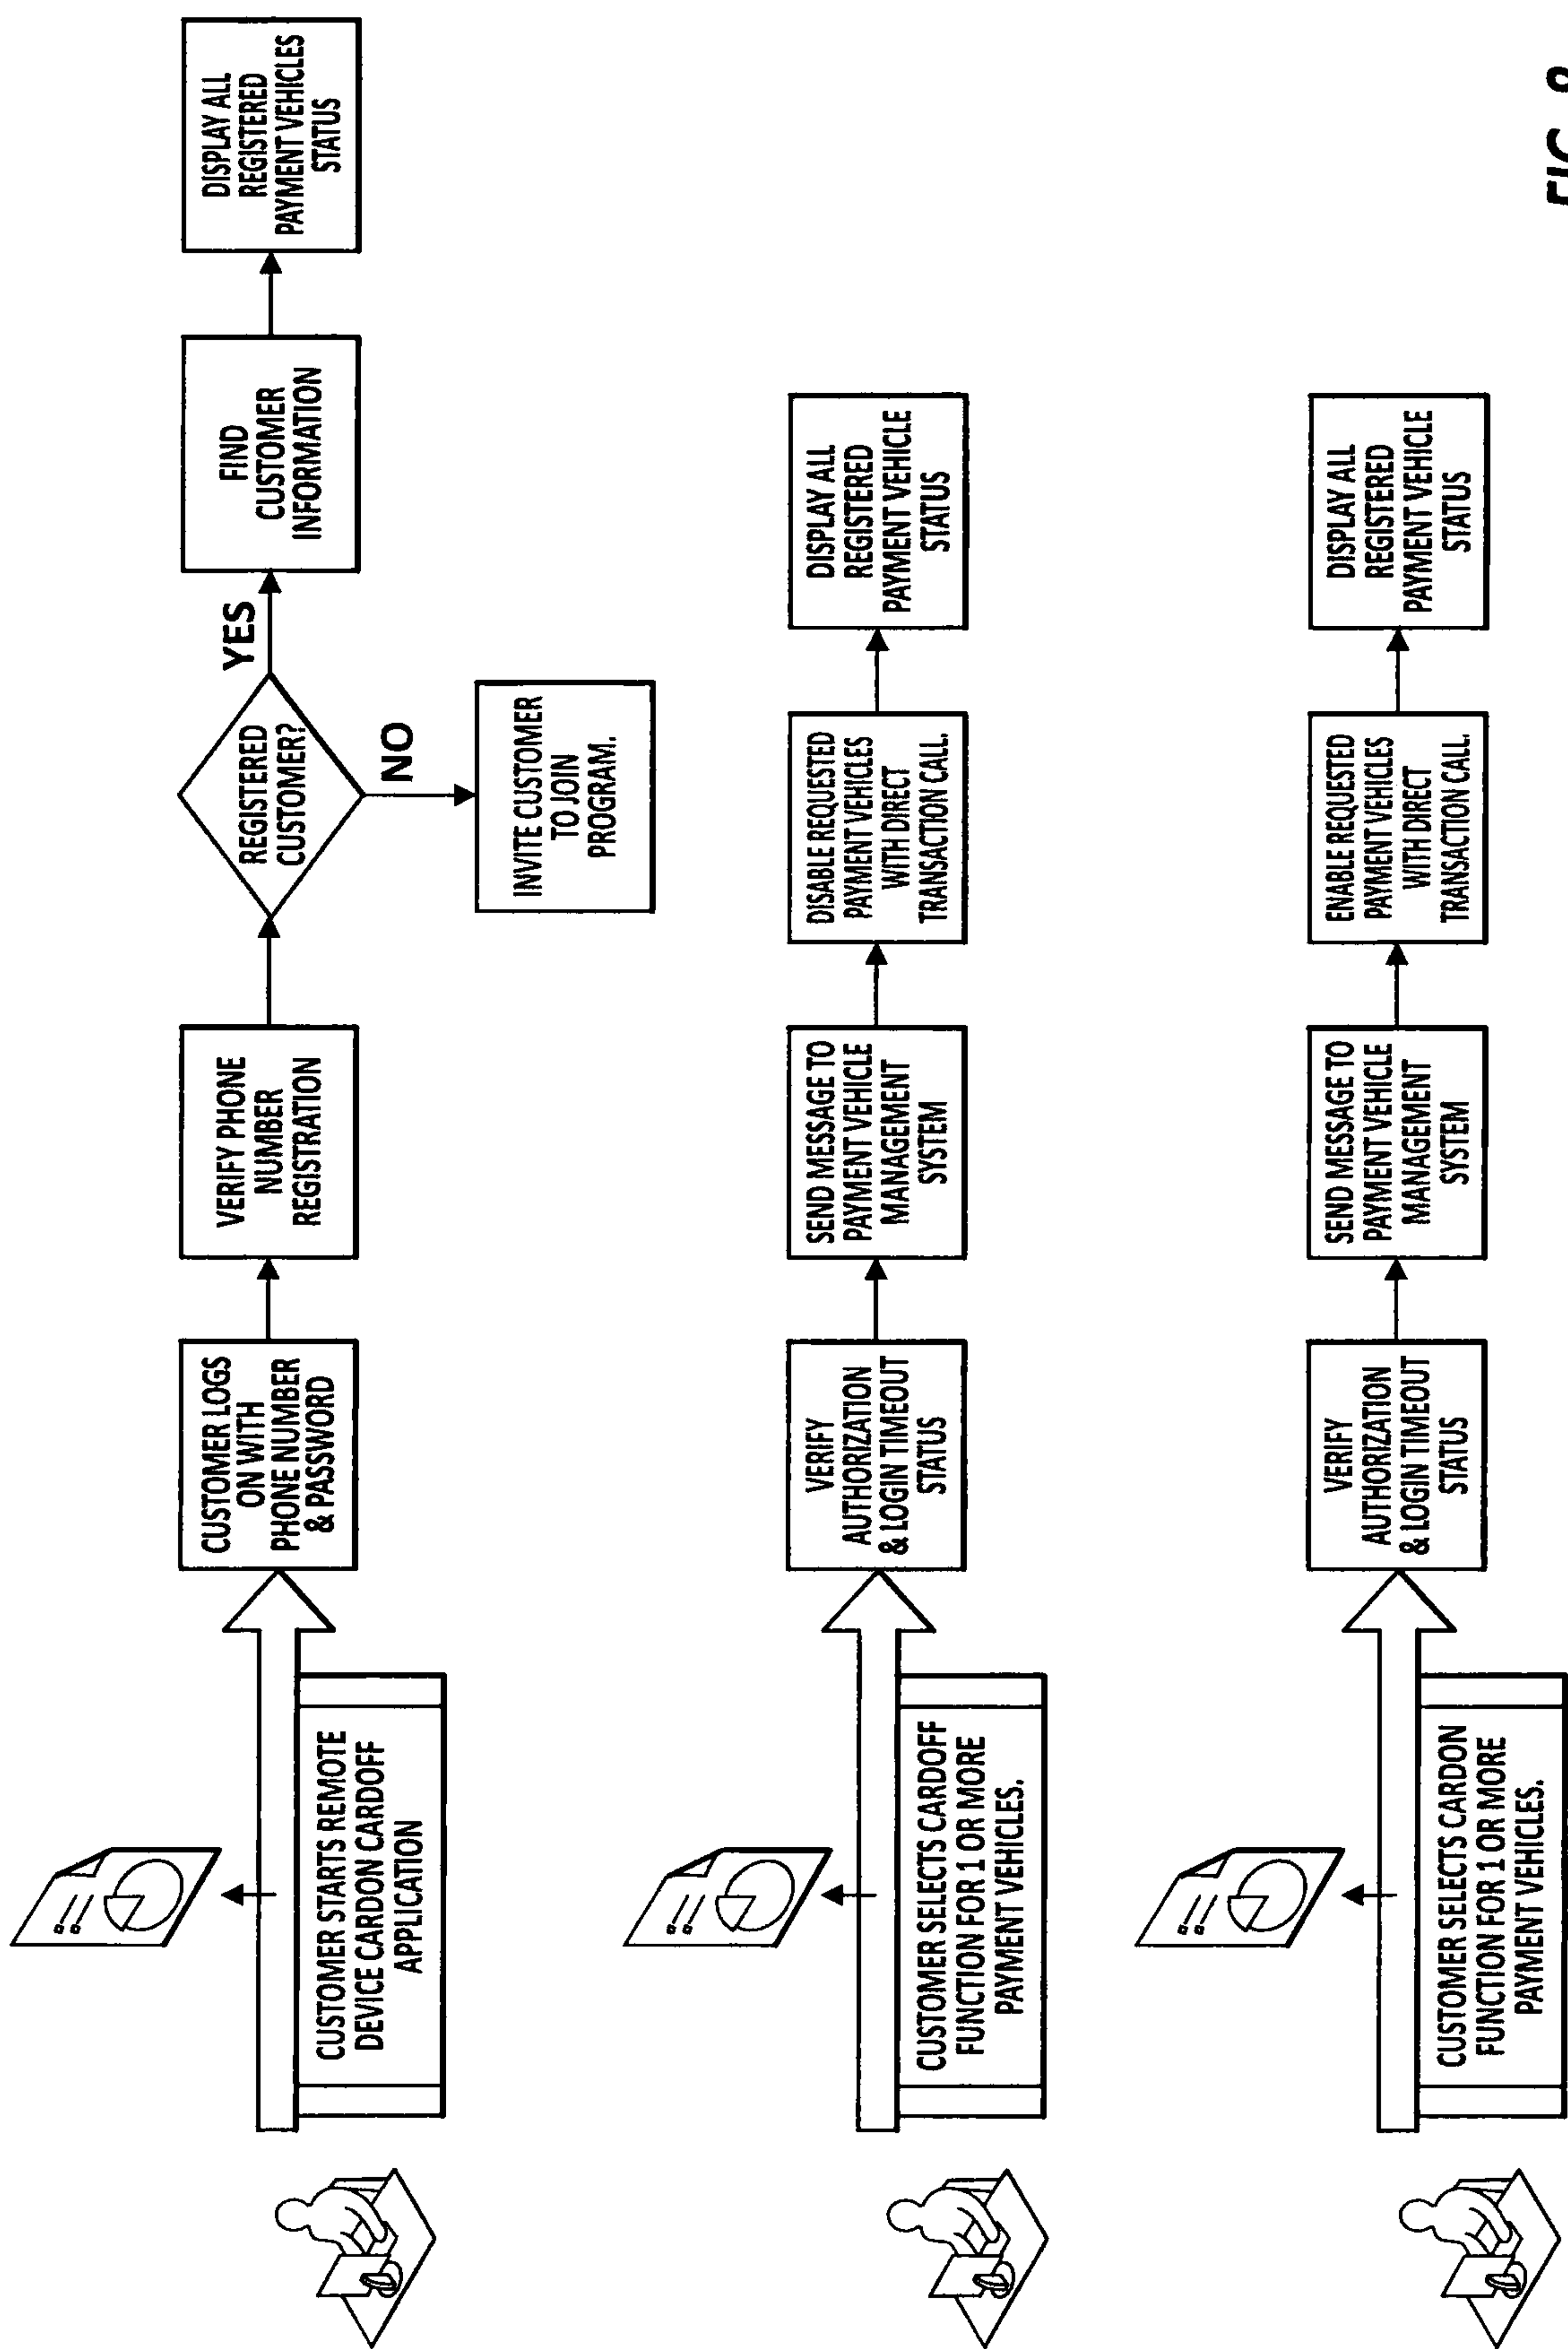 CUSTOMER STARTS REMOTE
DEVICE CARDON CARDOFF
APPLICATION
CUSTOMER LOGS
ON WITH
PHONE NUMBER
& PASSWORD
VERIFY PHONE
NUMBER
REGISTRATION
REGISTERED
CUSTOMER?
YES
NO
FIND
CUSTOMER
INFORMATION
DISPLAY ALL
REGISTERED
PAYMENT VEHICLES
STATUS
INVITE CUSTOMER
TO JOIN
PROGRAM.
CUSTOMER SELECTS CARDOFF
FUNCTION FOR 1 OR MORE
PAYMENT VEHICLES.
VERIFY
AUTHORIZATION
& LOGIN TIMEOUT
STATUS
SEND MESSAGE TO
PAYMENT VEHICLE
MANAGEMENT
SYSTEM
DISABLE REQUESTED
PAYMENT VEHICLES
WITH DIRECT
TRANSACTION CALL.
DISPLAY ALL
REGISTERED
PAYMENT VEHICLE
STATUS
CUSTOMER SELECTS CARDON
FUNCTION FOR 1 OR MORE
PAYMENT VEHICLES.
VERIFY
AUTHORIZATION
& LOGIN TIMEOUT
STATUS
SEND MESSAGE TO
PAYMENT VEHICLE
MANAGEMENT
SYSTEM
ENABLE REQUESTED
PAYMENT VEHICLES
WITH DIRECT
TRANSACTION CALL.
DISPLAY ALL
REGISTERED
PAYMENT VEHICLE
STATUS
FIG.